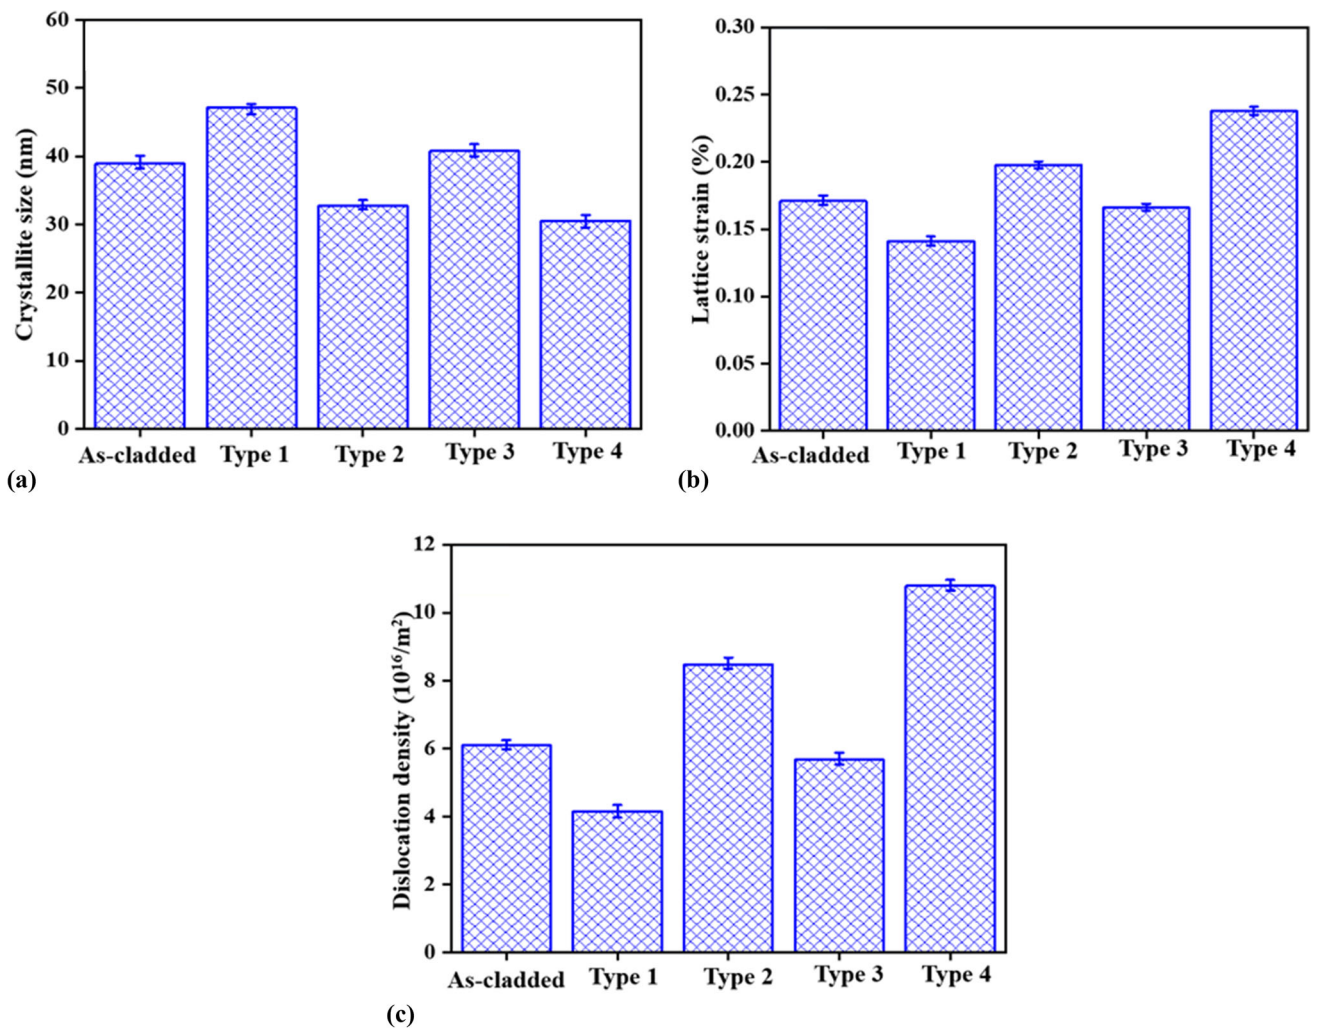 60
50
40
30
20
10
0
Crystallite size (nm)
As-cladded Type 1 Type 2 Type 3 Type 4
(a)
0.30
0.25
0.20
0.15
0.10
0.05
0.00
Lattice strain (%)
As-cladded Type 1 Type 2 Type 3 Type 4
(b)
12
10
8
6
4
2
0
Dislocation density (10¹⁶/m²)
As-cladded Type 1 Type 2 Type 3 Type 4
(c)